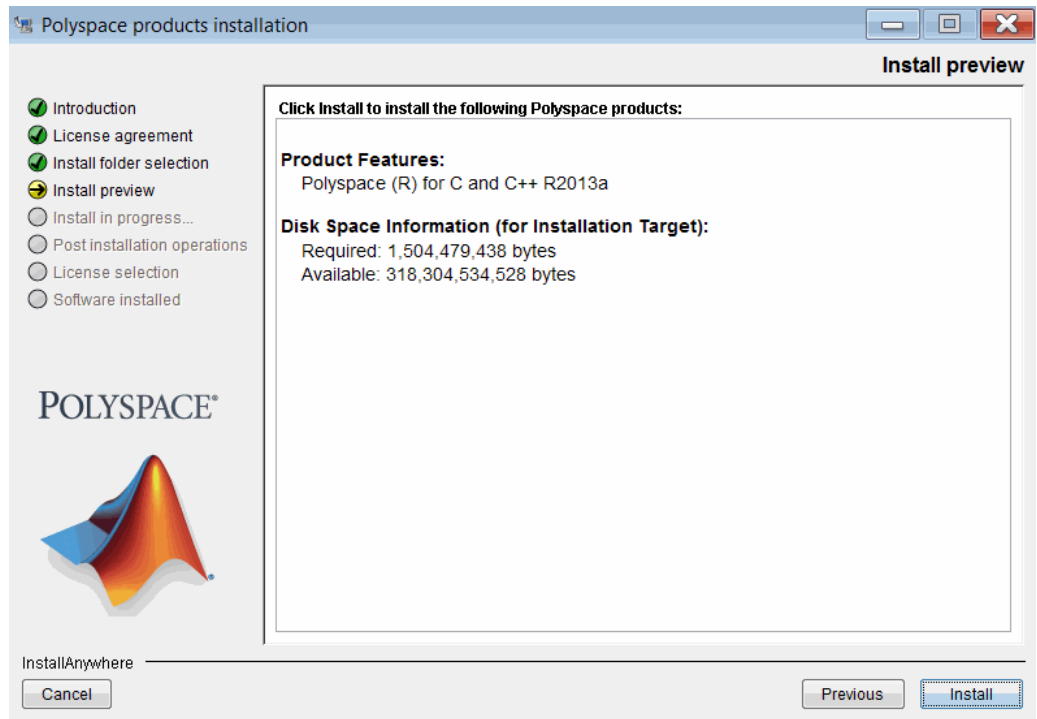 Polyspace products installation
Install preview
Introduction
License agreement
Install folder selection
Install preview
Install in progress...
Post installation operations
License selection
Software installed
POLYSPACE®
Click Install to install the following Polyspace products:
Product Features:
Polyspace (R) for C and C++ R2013a
Disk Space Information (for Installation Target):
Required: 1,504,479,438 bytes
Available: 318,304,534,528 bytes
InstallAnywhere
Cancel
Previous
Install